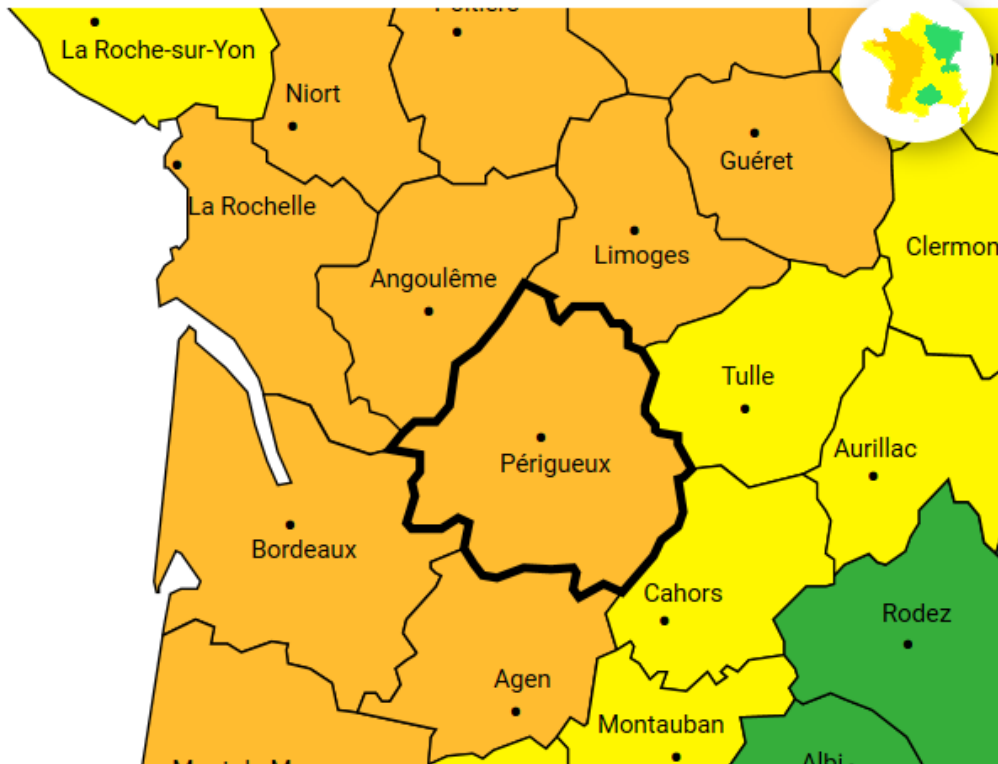 Poitiers
La Roche-sur-Yon
Niort
Guéret
La Rochelle
Clermon
Limoges
Angoulême
Tulle
Aurillac
Périgueux
Bordeaux
Cahors
Rodez
Agen
Montauban
Albi